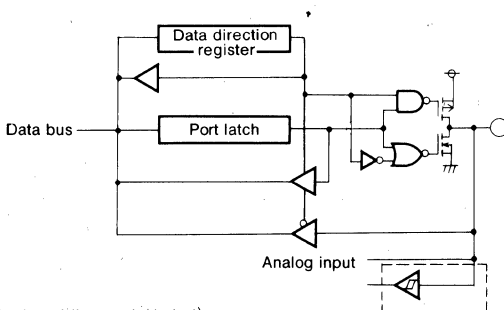 Data direction
register
Data bus
Port latch
Analog input